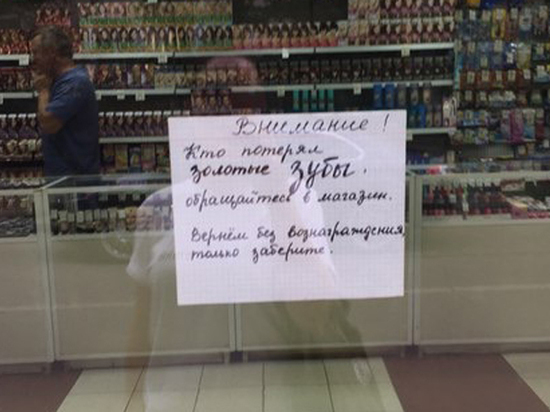 Внимание!
Кто потерял
золотые зубы.
обращайтесь в магазин.
Вернём без вознаграждения,
только заберите.